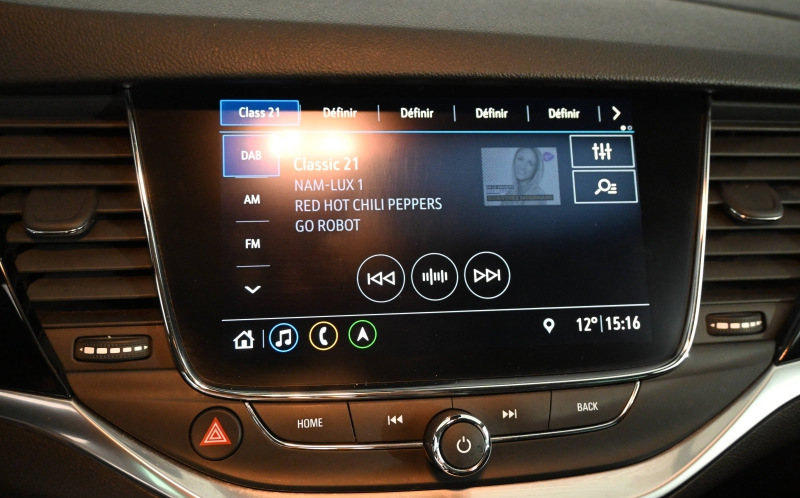 Class 21 Définir Définir Définir Définir
DAB
Classic 21
NAM-LUX 1
AM
RED HOT CHILI PEPPERS
GO ROBOT
FM
12° 15:16
HOME
BACK